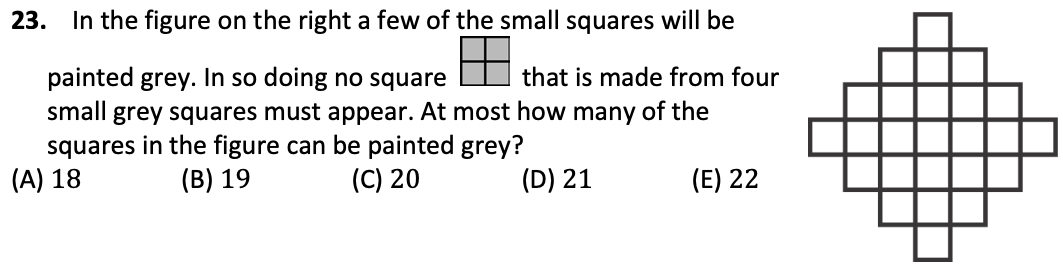 23. In the figure on the right a few of the small squares will be
painted grey. In so doing no square that is made from four
small grey squares must appear. At most how many of the
squares in the figure can be painted grey?
(A) 18 (B) 19 (C) 20 (D) 21 (E) 22